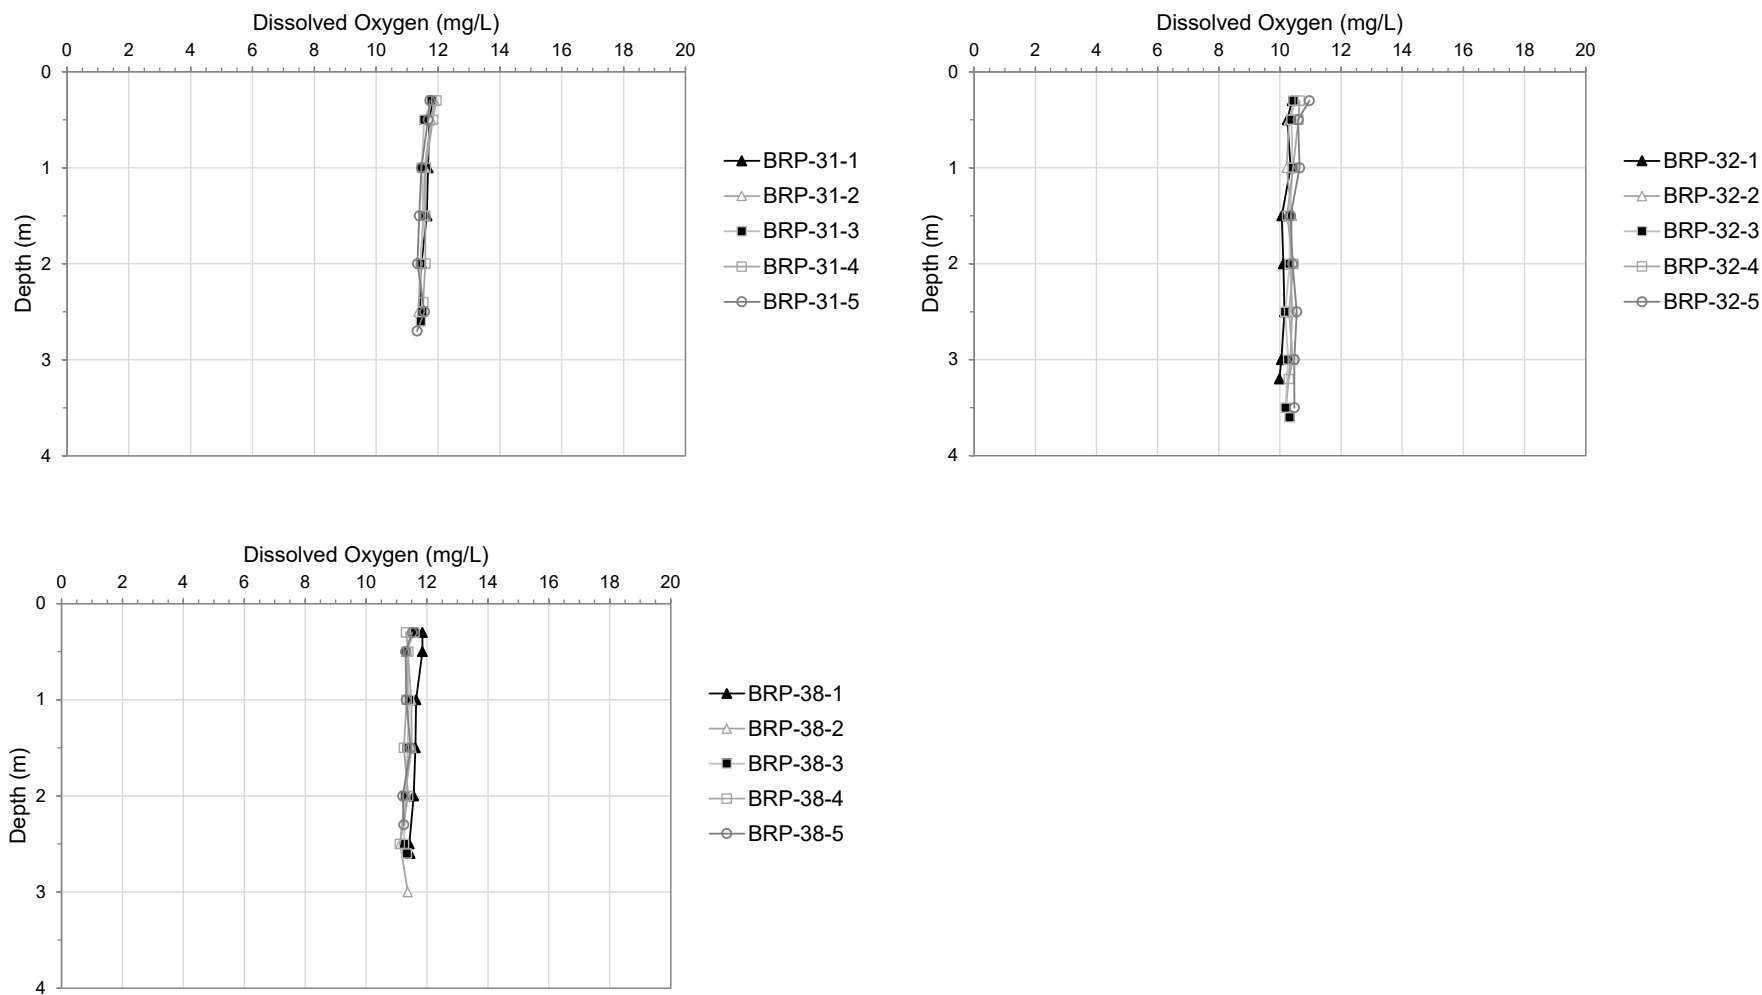 Dissolved Oxygen (mg/L)
0 2 4 6 8 10 12 14 16 18 20
0
1
2
3
4
Depth (m)
BRP-31-1
BRP-31-2
BRP-31-3
BRP-31-4
BRP-31-5
Dissolved Oxygen (mg/L)
0 2 4 6 8 10 12 14 16 18 20
0
1
2
3
4
Depth (m)
BRP-32-1
BRP-32-2
BRP-32-3
BRP-32-4
BRP-32-5
Dissolved Oxygen (mg/L)
0 2 4 6 8 10 12 14 16 18 20
0
1
2
3
4
Depth (m)
BRP-38-1
BRP-38-2
BRP-38-3
BRP-38-4
BRP-38-5